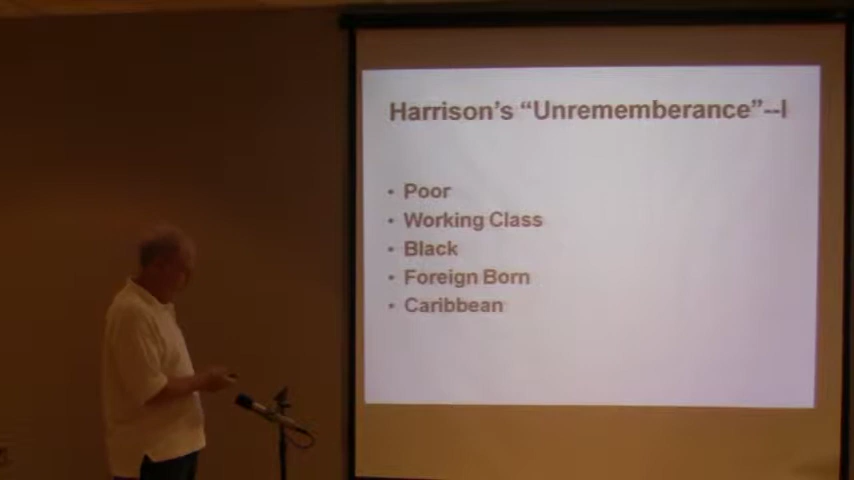 Harrison's “Unrememberance”--I
• Poor
• Working Class
• Black
• Foreign Born
• Caribbean